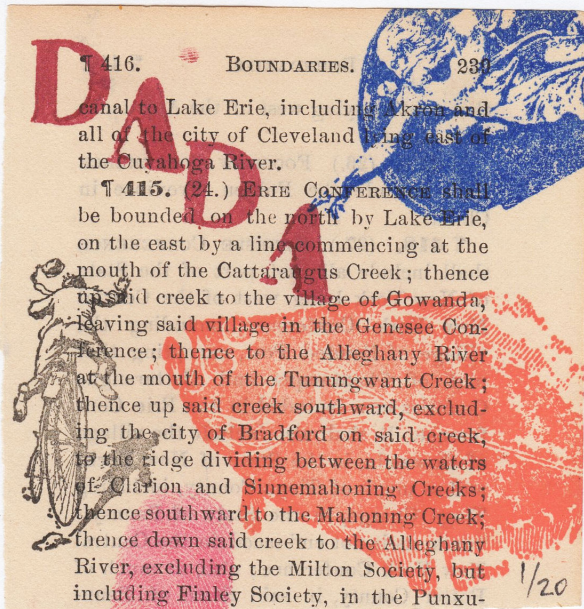 DADA
¶ 416. BOUNDARIES. 239
canal to Lake Erie, including Akron and
all of the city of Cleveland lying east of
the Cuyahoga River.
¶ 415. (24.) ERIE CONFERENCE shall
be bounded on the north by Lake Erie,
on the east by a line commencing at the
mouth of the Cattaraugus Creek; thence
up said creek to the village of Gowanda,
leaving said village in the Genesee Con-
ference; thence to the Alleghany River
at the mouth of the Tunungwant Creek;
thence up said creek southward, exclud-
ing the city of Bradford on said creek,
to the ridge dividing between the waters
of Clarion and Sinnemahoning Creeks;
thence southward to the Mahoning Creek;
thence down said creek to the Alleghany
River, excluding the Milton Society, but
including Finley Society, in the Punxu-
1/20